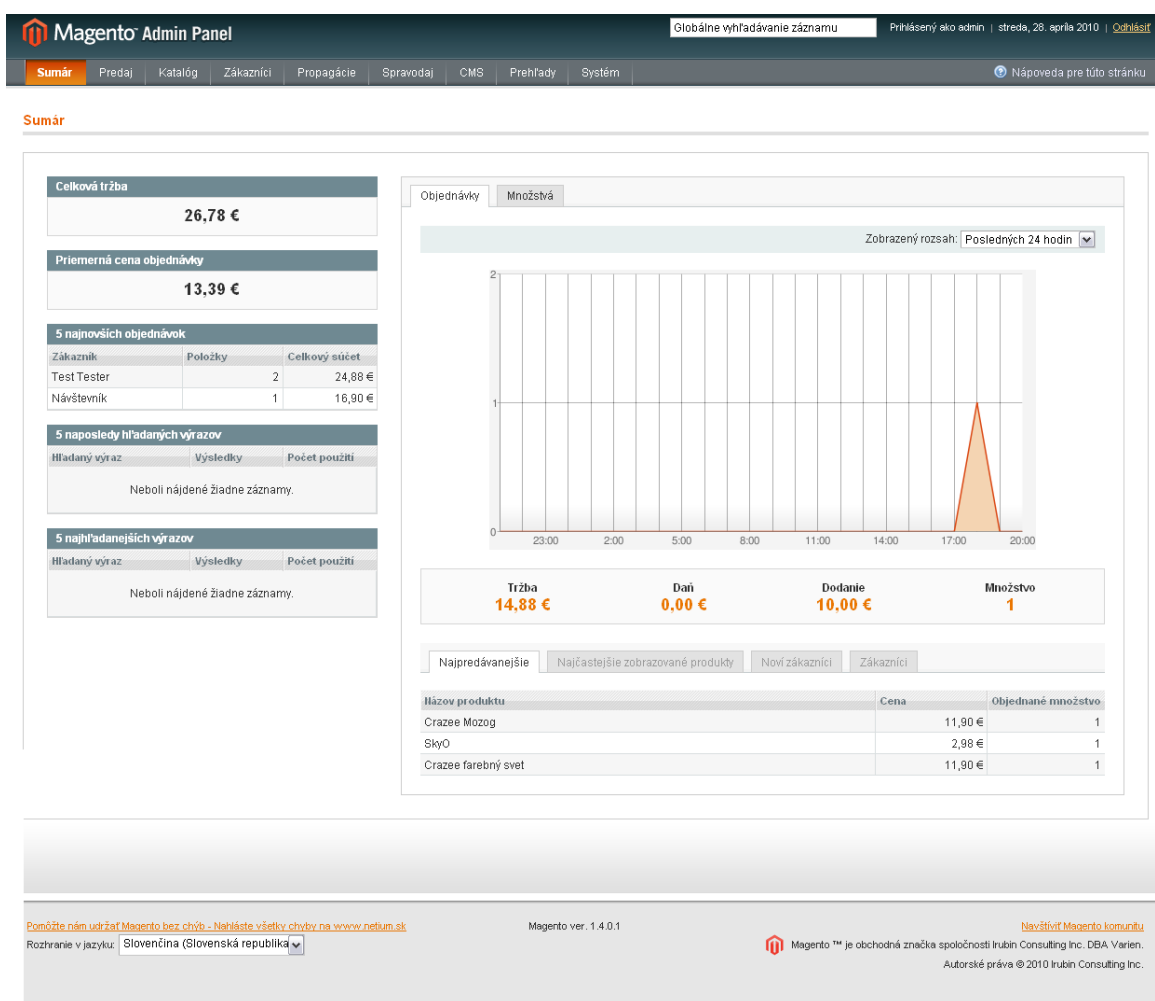 Magento™ Admin Panel
Globálne vyhľadávanie záznamu
Prihlásený ako admin | streda, 28. apríla 2010 | Odhlásiť
Sumár Predaj Katalóg Zákazníci Propagácie Spravodaj CMS Prehľady Systém
Nápoveda pre túto stránku
Sumár
Celková tržba
26,78 €
Priemerná cena objednávky
13,39 €
5 najnovších objednávok
Zákazník Položky Celkový súčet
Test Tester 2 24,88 €
Návštevník 1 16,90 €
5 naposledy hľadaných výrazov
Hľadaný výraz Výsledky Počet použití
Neboli nájdené žiadne záznamy.
5 najhľadanejších výrazov
Hľadaný výraz Výsledky Počet použití
Neboli nájdené žiadne záznamy.
Objednávky Množstvá
Zobrazený rozsah: Posledných 24 hodin
2
1
0
23:00 2:00 5:00 8:00 11:00 14:00 17:00 20:00
Tržba Daň Dodanie Množstvo
14,88 € 0,00 € 10,00 € 1
Najpredávanejšie Najčastejšie zobrazované produkty Noví zákazníci Zákazníci
Názov produktu Cena Objednané množstvo
Crazee Mozog 11,90 € 1
SkyO 2,98 € 1
Crazee farebný svet 11,90 € 1
Pomôžte nám udržať Magento bez chýb - Nahláste všetky chyby na www.netium.sk
Rozhranie v jazyku: Slovenčina (Slovenská republika
Magento ver. 1.4.0.1
Navštíviť Magento komunitu
Magento ™ je obchodná značka spoločnosti Irubin Consulting Inc. DBA Varien.
Autorské práva © 2010 Irubin Consulting Inc.